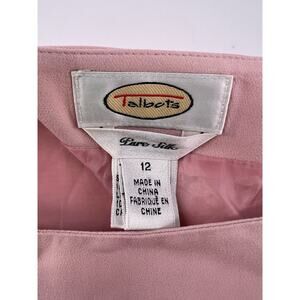 Talbots
Pure Silk
12
MADE IN
CHINA
FABRIQUÉ EN
CHINE